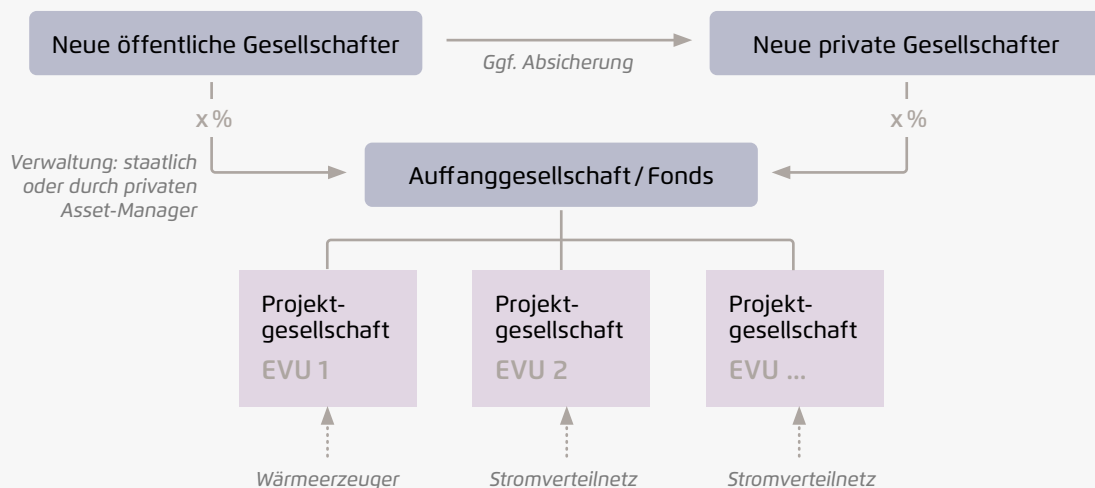 Neue öffentliche Gesellschafter
Ggf. Absicherung
Neue private Gesellschafter
x %
x %
Verwaltung: staatlich
oder durch privaten
Asset-Manager
Auffanggesellschaft / Fonds
Projekt-
gesellschaft
EVU 1
Projekt-
gesellschaft
EVU 2
Projekt-
gesellschaft
EVU ...
Wärmeerzeuger
Stromverteilnetz
Stromverteilnetz